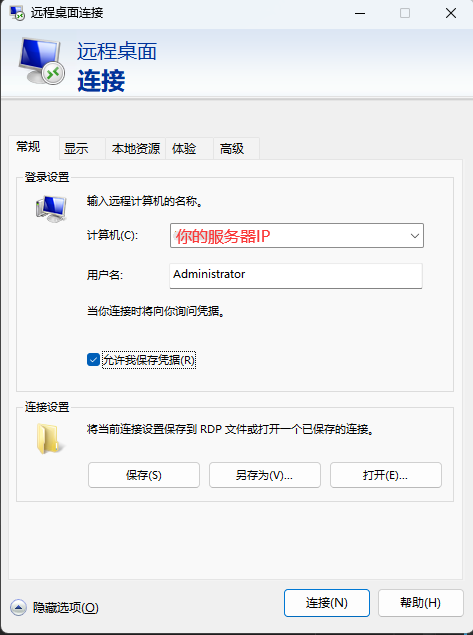 远程桌面连接
远程桌面
连接
常规 显示 本地资源 体验 高级
登录设置
输入远程计算机的名称。
计算机(C): 你的服务器IP
用户名: Administrator
当你连接时将向你询问凭据。
允许我保存凭据(R)
连接设置
将当前连接设置保存到 RDP 文件或打开一个已保存的连接。
保存(S) 另存为(V)... 打开(E)...
隐藏选项(O) 连接(N) 帮助(H)